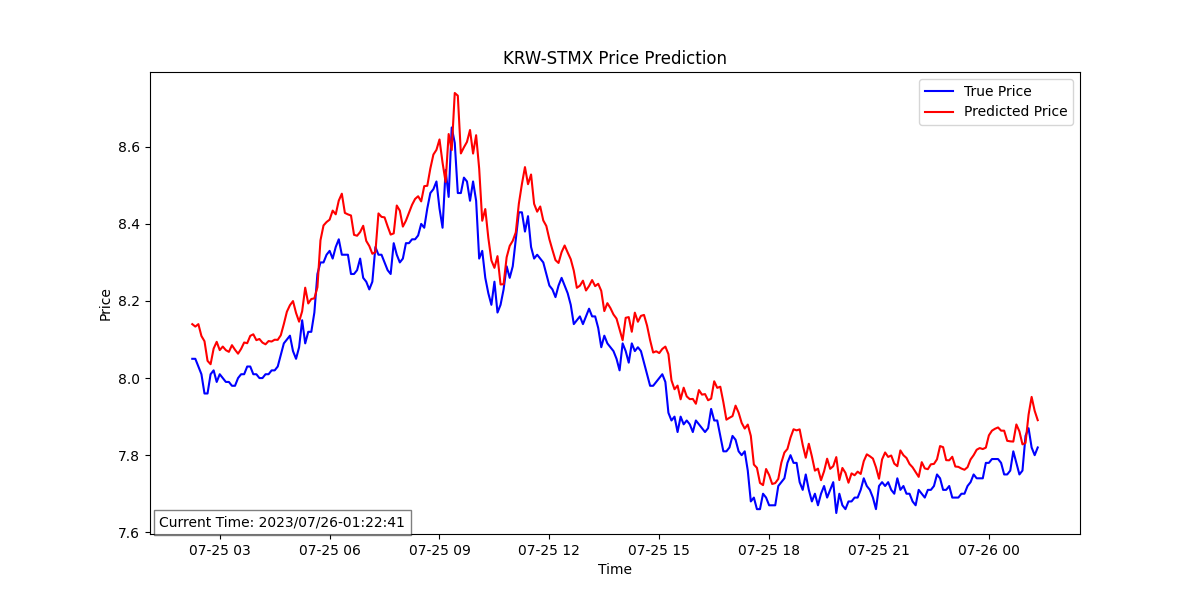 KRW-STMX Price Prediction
True Price
Predicted Price
Price
8.6
8.4
8.2
8.0
7.8
7.6
Current Time: 2023/07/26-01:22:41
07-25 03 07-25 06 07-25 09 07-25 12 07-25 15 07-25 18 07-25 21 07-26 00
Time